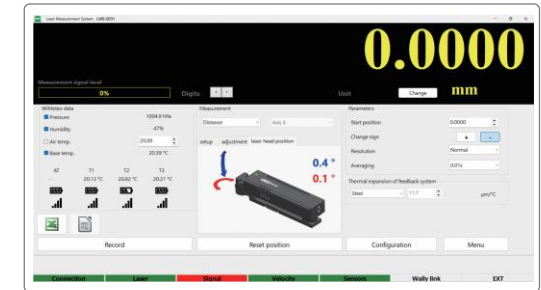 Laser Measurement System LMS-0001
0.0000
Measurement signal level
0%
Digits
Unit
Change
mm
WiMeteo data
Pressure 1004.8 hPa
Humidity 47%
Air temp. 20.00
Base temp. 20.39 °C
AT T1 T2 T3
20.13 °C 20.82 °C 20.21 °C
Measurement
Distance Axis X
setup adjustment laser head position
0.4 °
0.1 °
Parameters
Start position 0.0000
Change sign + -
Resolution Normal
Averaging 0.01s
Thermal expansion of feedback system
Steel 11.7 µm/°C
Record Reset position Configuration Menu
Connection Laser Signal Velocity Sensors Wally link EXT